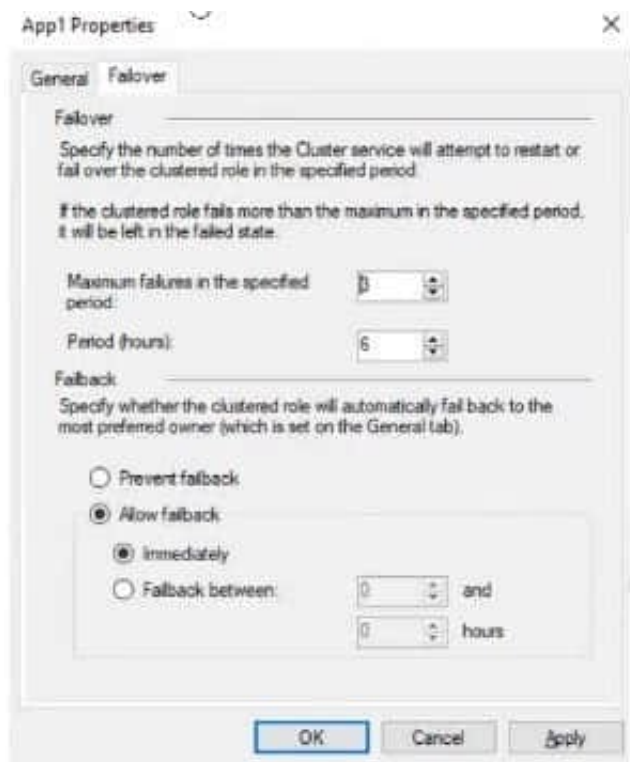 App1 Properties
General Failover
Failover
Specify the number of times the Cluster service will attempt to restart or
fail over the clustered role in the specified period.
If the clustered role fails more than the maximum in the specified period,
it will be left in the failed state.
Maximum failures in the specified
period:
Period (hours): 6
Failback
Specify whether the clustered role will automatically fail back to the
most preferred owner (which is set on the General tab).
Prevent failback
Allow failback
Immediately
Failback between: 0 and
0 hours
OK Cancel Apply